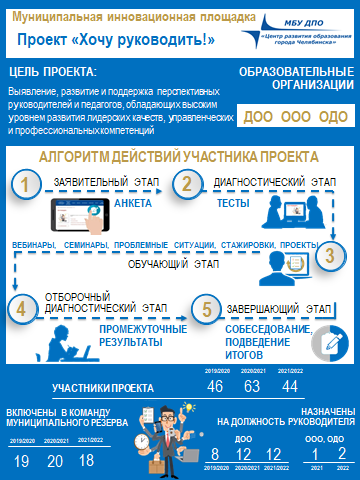 Муниципальная инновационная площадка
Проект «Хочу руководить!»
МБУ ДПО
«Центр развития образования
города Челябинска»
ЦЕЛЬ ПРОЕКТА:
Выявление, развитие и поддержка перспективных
руководителей и педагогов, обладающих высоким
уровнем развития лидерских качеств, управленческих
и профессиональных компетенций
ОБРАЗОВАТЕЛЬНЫЕ
ОРГАНИЗАЦИИ
ДОО ООО ОДО
АЛГОРИТМ ДЕЙСТВИЙ УЧАСТНИКА ПРОЕКТА
1 ЗАЯВИТЕЛЬНЫЙ ЭТАП
АНКЕТА
2 ДИАГНОСТИЧЕСКИЙ ЭТАП
ТЕСТЫ
ВЕБИНАРЫ, СЕМИНАРЫ, ПРОБЛЕМНЫЕ СИТУАЦИИ, СТАЖИРОВКИ, ПРОЕКТЫ
ОБУЧАЮЩИЙ ЭТАП
3
4 ОТБОРОЧНЫЙ
ДИАГНОСТИЧЕСКИЙ ЭТАП
ПРОМЕЖУТОЧНЫЕ
РЕЗУЛЬТАТЫ
5 ЗАВЕРШАЮЩИЙ ЭТАП
СОБЕСЕДОВАНИЕ,
ПОДВЕДЕНИЕ
ИТОГОВ
2019/2020 2020/2021 2021/2022
УЧАСТНИКИ ПРОЕКТА 46 63 44
ВКЛЮЧЕНЫ В КОМАНДУ
МУНИЦИПАЛЬНОГО РЕЗЕРВА
2019/2020 2020/2021 2021/2022
19 20 18
НАЗНАЧЕНЫ
НА ДОЛЖНОСТЬ РУКОВОДИТЕЛЯ
ДОО
8 12 12
2019/2020 2020/2021 2021/2022
ООО, ОДО
1 2
2021 2022